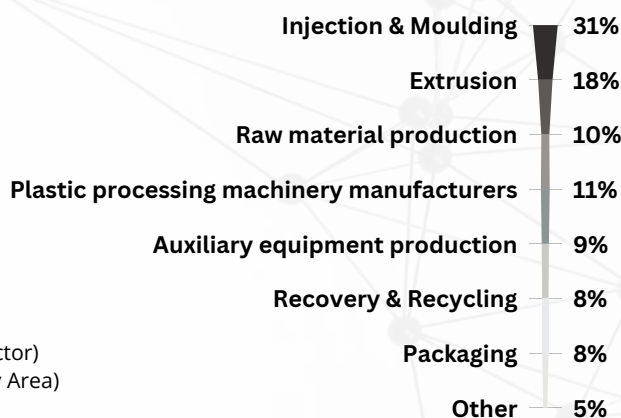 Injection & Moulding 31%
Extrusion 18%
Raw material production 10%
Plastic processing machinery manufacturers 11%
Auxiliary equipment production 9%
Recovery & Recycling 8%
Packaging 8%
Area)
Other 5%